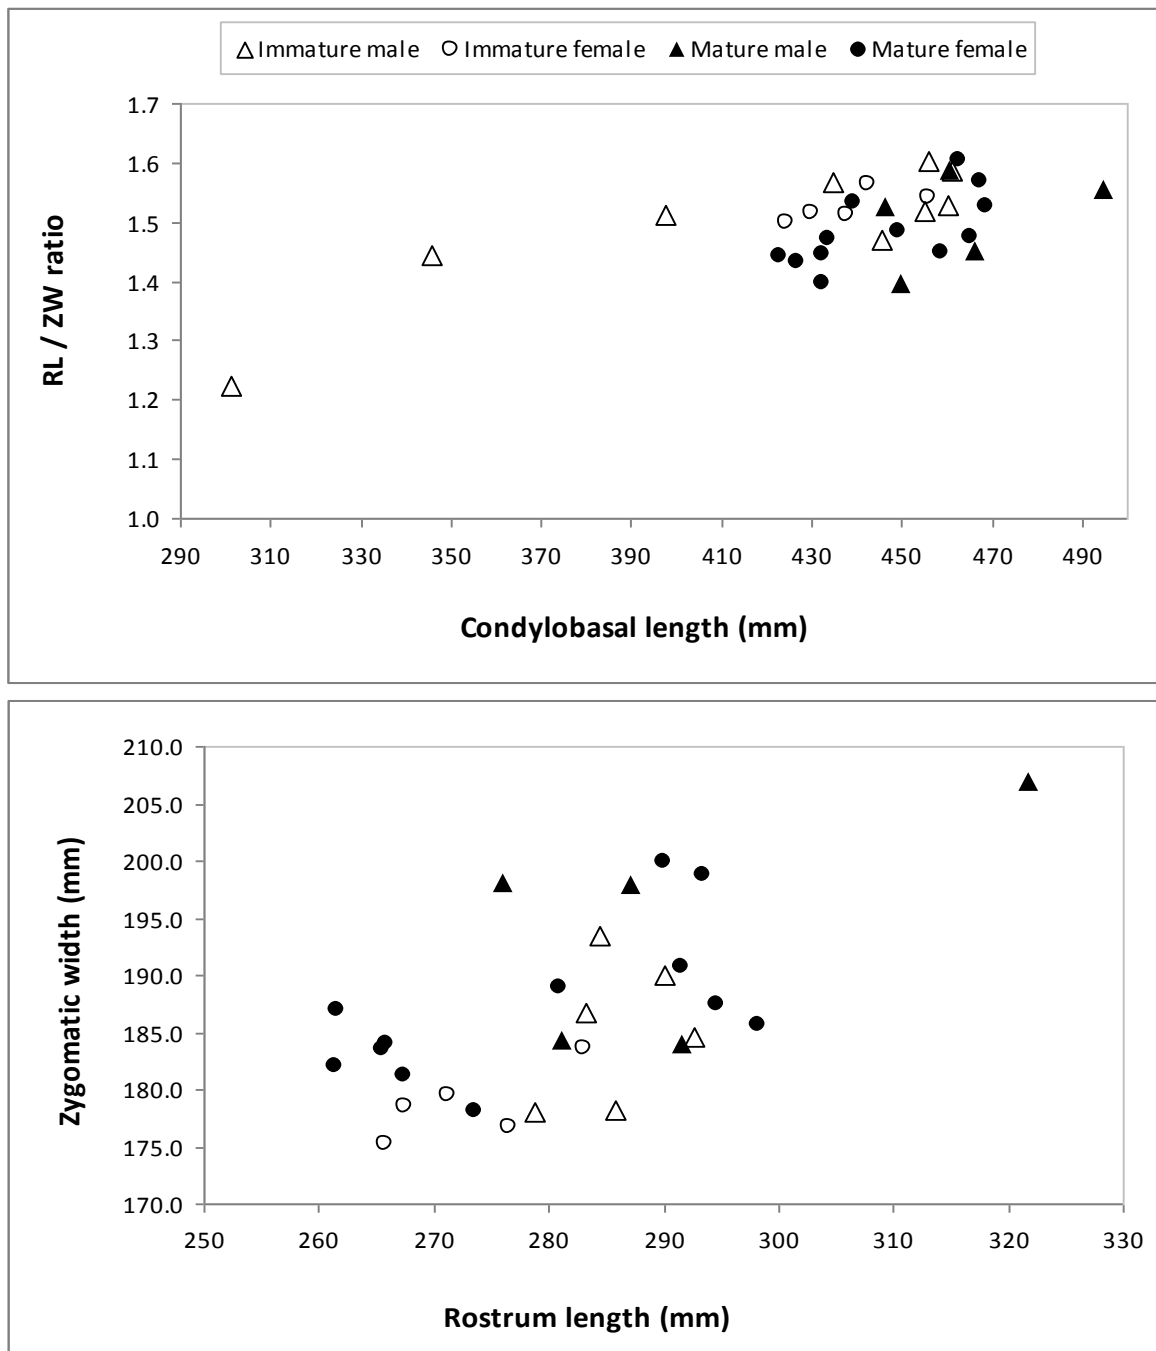 Immature male Immature female Mature male Mature female
1.7
1.6
1.5
1.4
1.3
1.2
1.1
1.0
RL / ZW ratio
290 310 330 350 370 390 410 430 450 470 490
Condylobasal length (mm)
210.0
205.0
200.0
195.0
190.0
185.0
180.0
175.0
170.0
Zygomatic width (mm)
250 260 270 280 290 300 310 320 330
Rostrum length (mm)